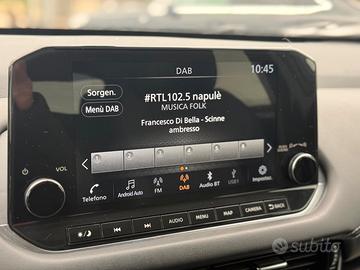 DAB
10:45
Sorgen.
Menù DAB
#RTL102.5 napulè
MUSICA FOLK
Francesco Di Bella - Scinne
ambresso
VOL
Telefono
Android Auto
FM
DAB
Audio BT
USB1
Impostaz.
AUDIO
MENU
MAP
CAMERA
BACK
subito